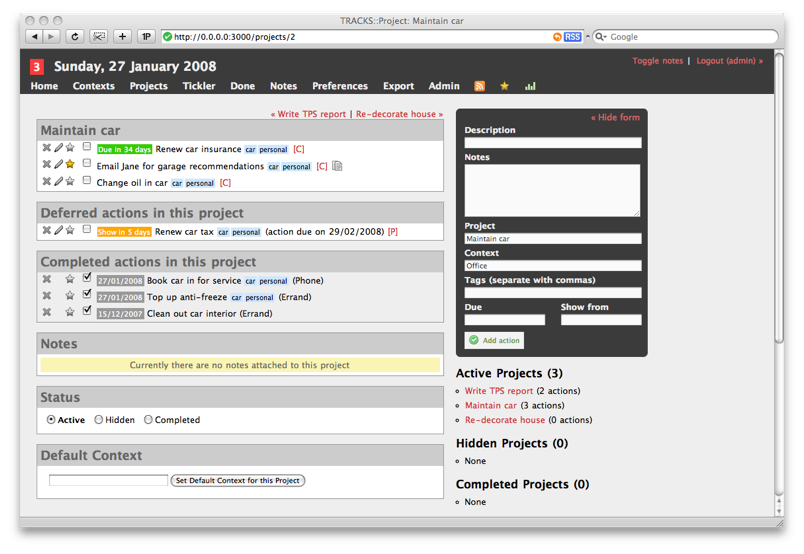 TRACKS::Project: Maintain car
1P
http://0.0.0.0:3000/projects/2
RSS
Google
3 Sunday, 27 January 2008
Toggle notes | Logout (admin) »
Home Contexts Projects Tickler Done Notes Preferences Export Admin
« Write TPS report | Re-decorate house »
Maintain car
Due in 34 days Renew car insurance car personal [C]
Email Jane for garage recommendations car personal [C]
Change oil in car car personal [C]
Deferred actions in this project
Show in 5 days Renew car tax car personal (action due on 29/02/2008) [P]
Completed actions in this project
27/01/2008 Book car in for service car personal (Phone)
27/01/2008 Top up anti-freeze car personal (Errand)
15/12/2007 Clean out car interior (Errand)
Notes
Currently there are no notes attached to this project
Status
Active Hidden Completed
Default Context
Set Default Context for this Project
« Hide form
Description
Notes
Project
Maintain car
Context
Office
Tags (separate with commas)
Due Show from
Add action
Active Projects (3)
Write TPS report (2 actions)
Maintain car (3 actions)
Re-decorate house (0 actions)
Hidden Projects (0)
None
Completed Projects (0)
None